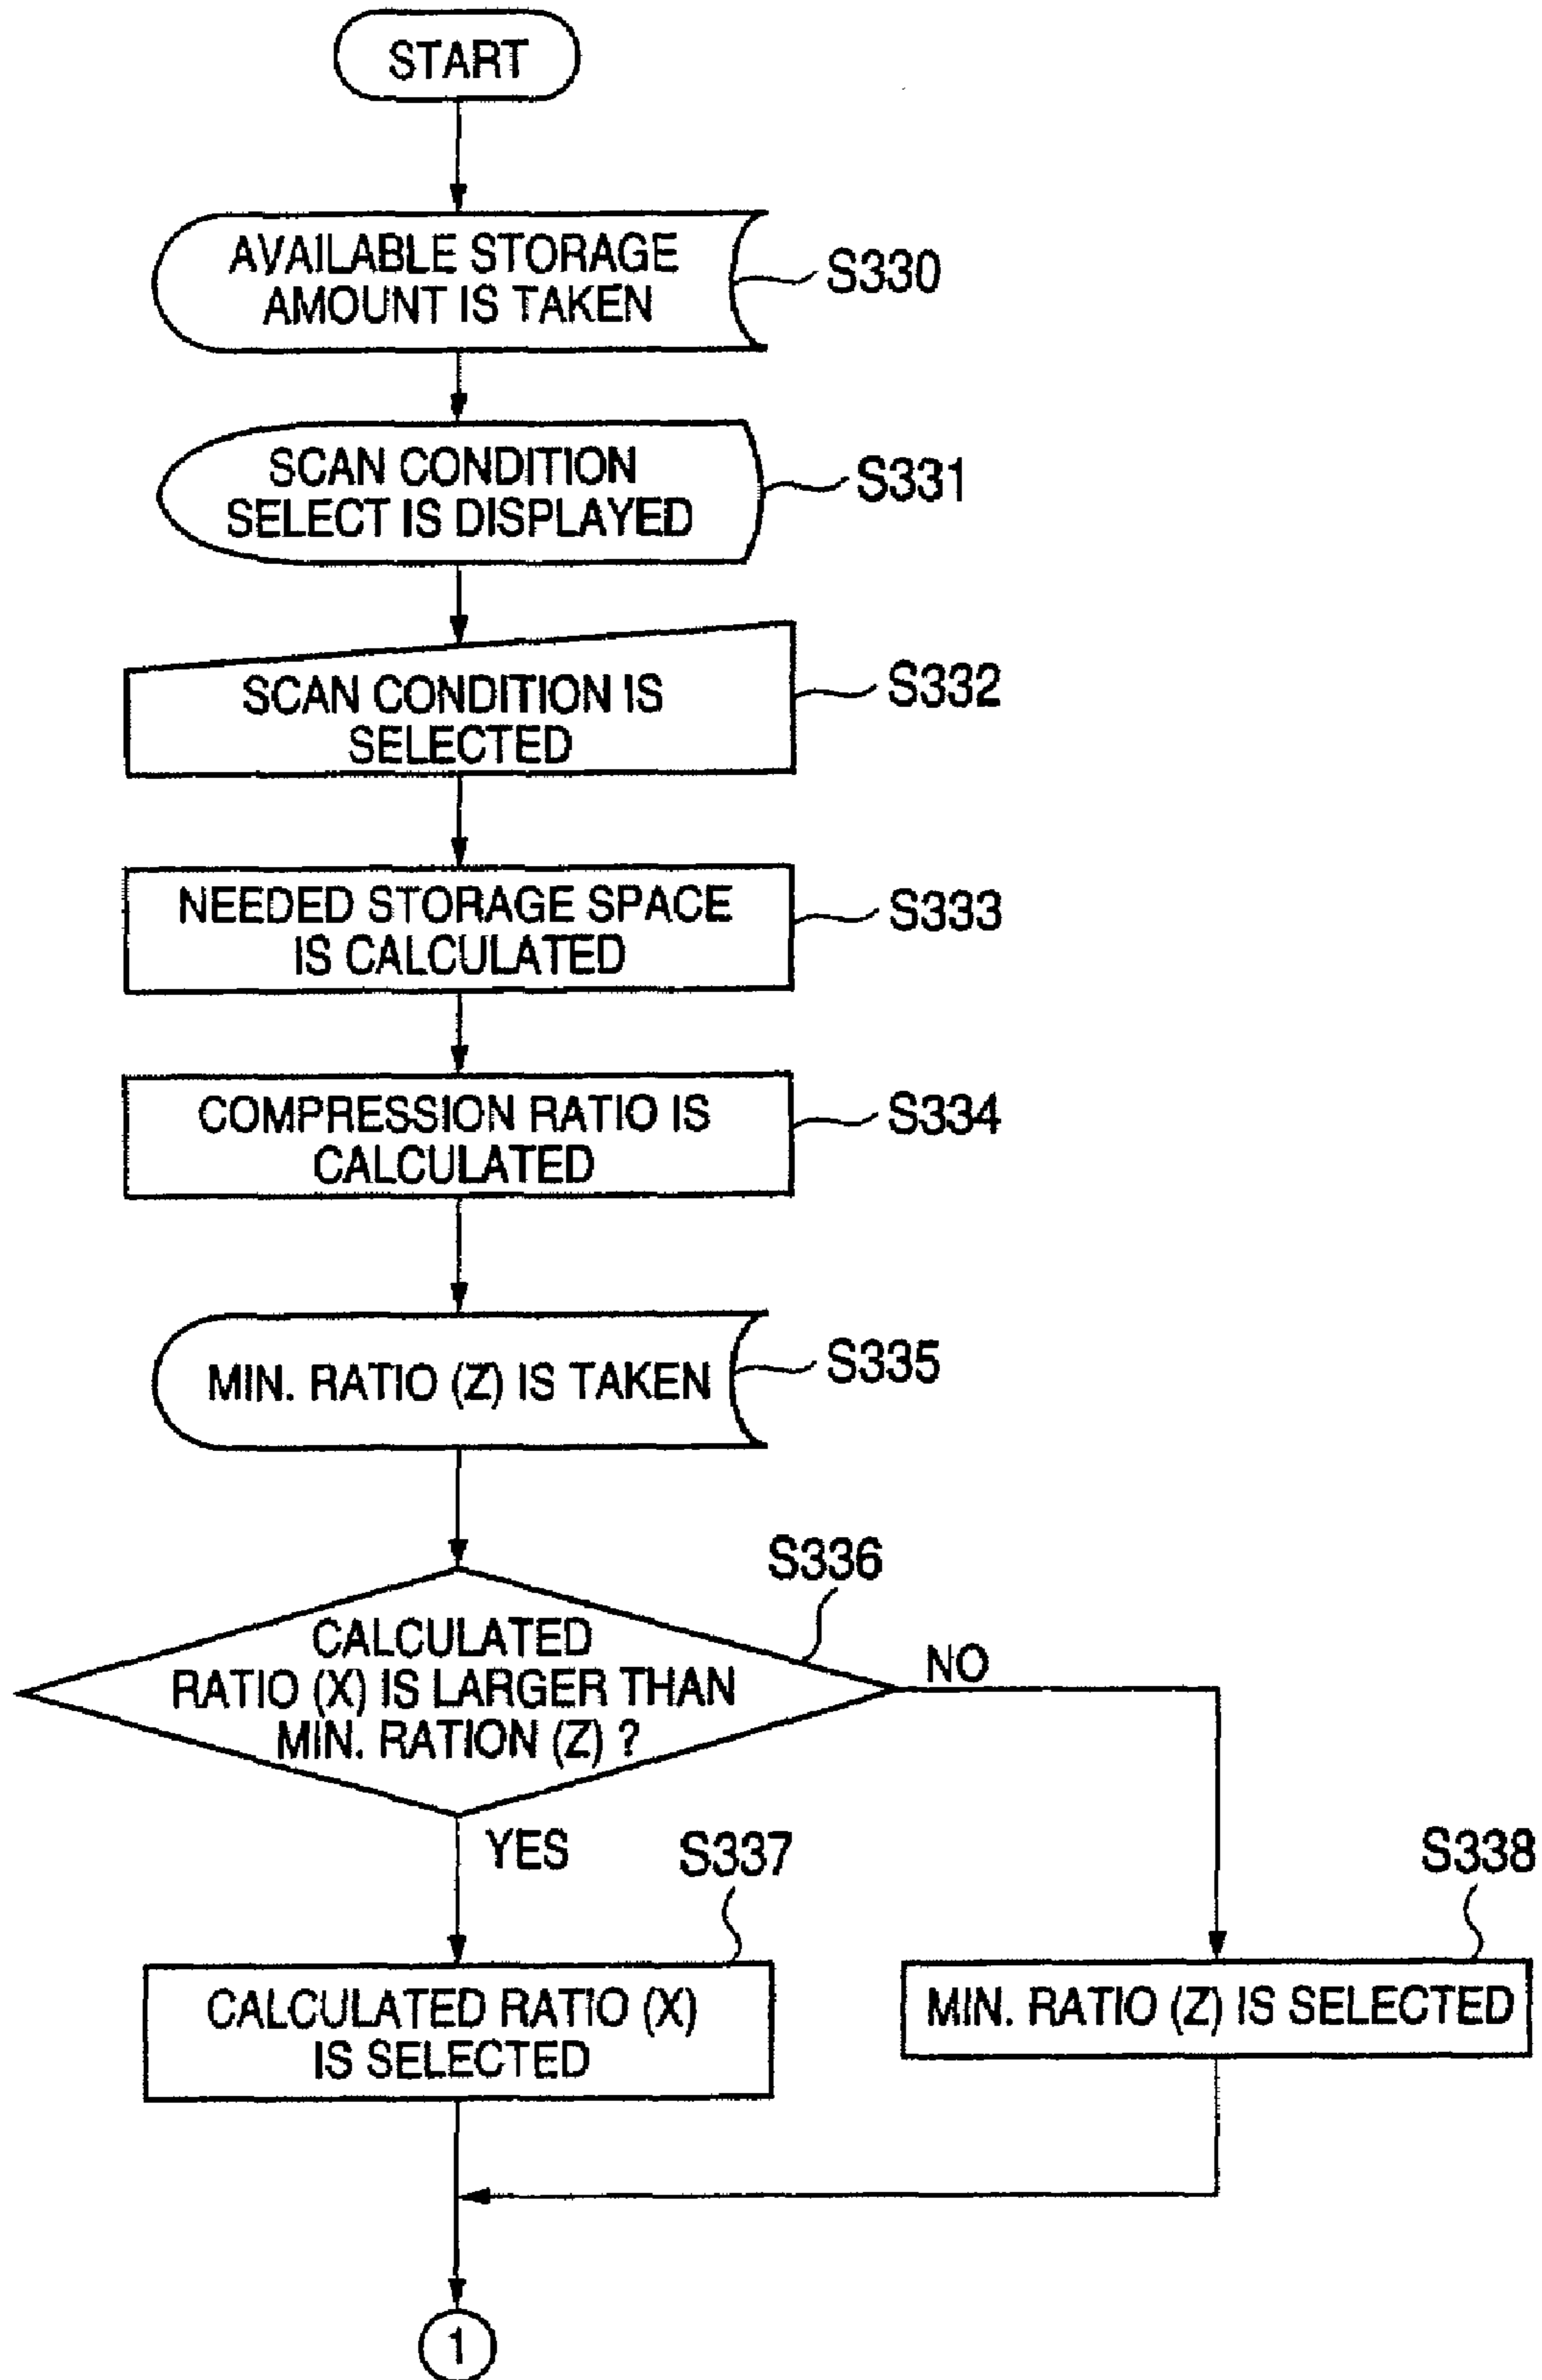 START
AVAILABLE STORAGE
AMOUNT IS TAKEN
S330
SCAN CONDITION
SELECT IS DISPLAYED
S331
SCAN CONDITION IS
SELECTED
S332
NEEDED STORAGE SPACE
IS CALCULATED
S333
COMPRESSION RATIO IS
CALCULATED
S334
MIN. RATIO (Z) IS TAKEN
S335
S336
CALCULATED
RATIO (X) IS LARGER THAN
MIN. RATION (Z) ?
NO
YES
S337
CALCULATED RATIO (X)
IS SELECTED
S338
MIN. RATIO (Z) IS SELECTED
1